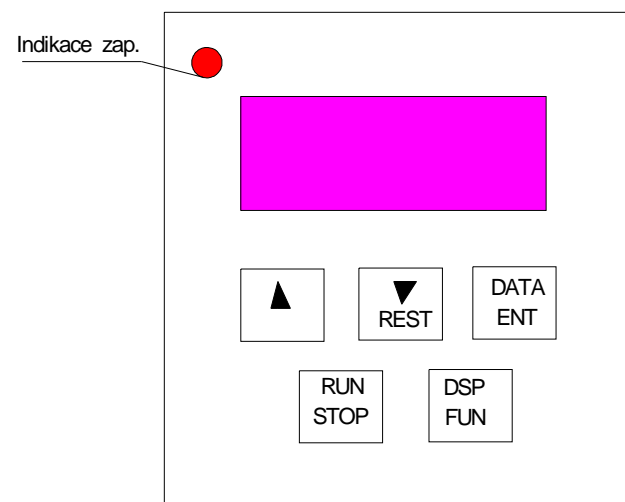 Indikace zap.
REST
DATA
ENT
RUN
STOP
DSP
FUN